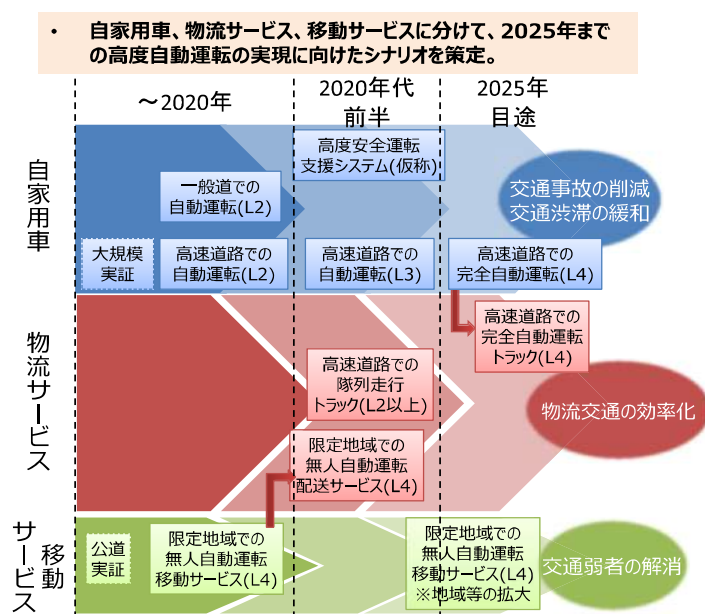 • 自家用車、物流サービス、移動サービスに分けて、2025年まで
の高度自動運転の実現に向けたシナリオを策定。
～2020年
2020年代
前半
2025年
目途
自家用車
高度安全運転
支援システム(仮称)
一般道での
自動運転(L2)
交通事故の削減
交通渋滞の緩和
大規模
実証
高速道路での
自動運転(L2)
高速道路での
自動運転(L3)
高速道路での
完全自動運転(L4)
物流サービス
高速道路での
完全自動運転
トラック(L4)
高速道路での
隊列走行
トラック(L2以上)
物流交通の効率化
限定地域での
無人自動運転
配送サービス(L4)
移動
サービス
公道
実証
限定地域での
無人自動運転
移動サービス(L4)
限定地域での
無人自動運転
移動サービス(L4)
※地域等の拡大
交通弱者の解消